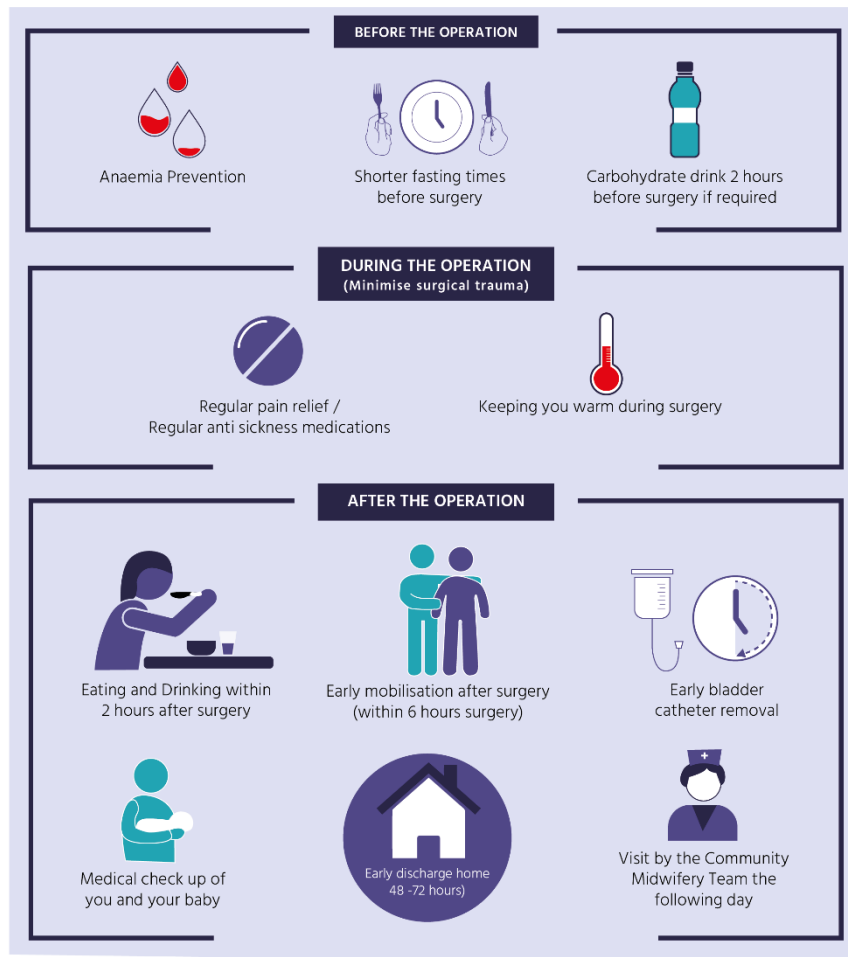 BEFORE THE OPERATION
Anaemia Prevention
Shorter fasting times
before surgery
Carbohydrate drink 2 hours
before surgery if required
DURING THE OPERATION
(Minimise surgical trauma)
Regular pain relief /
Regular anti sickness medications
Keeping you warm during surgery
AFTER THE OPERATION
Eating and Drinking within
2 hours after surgery
Early mobilisation after surgery
(within 6 hours surgery)
Early bladder
catheter removal
Medical check up of
you and your baby
Early discharge home
48 -72 hours)
Visit by the Community
Midwifery Team the
following day